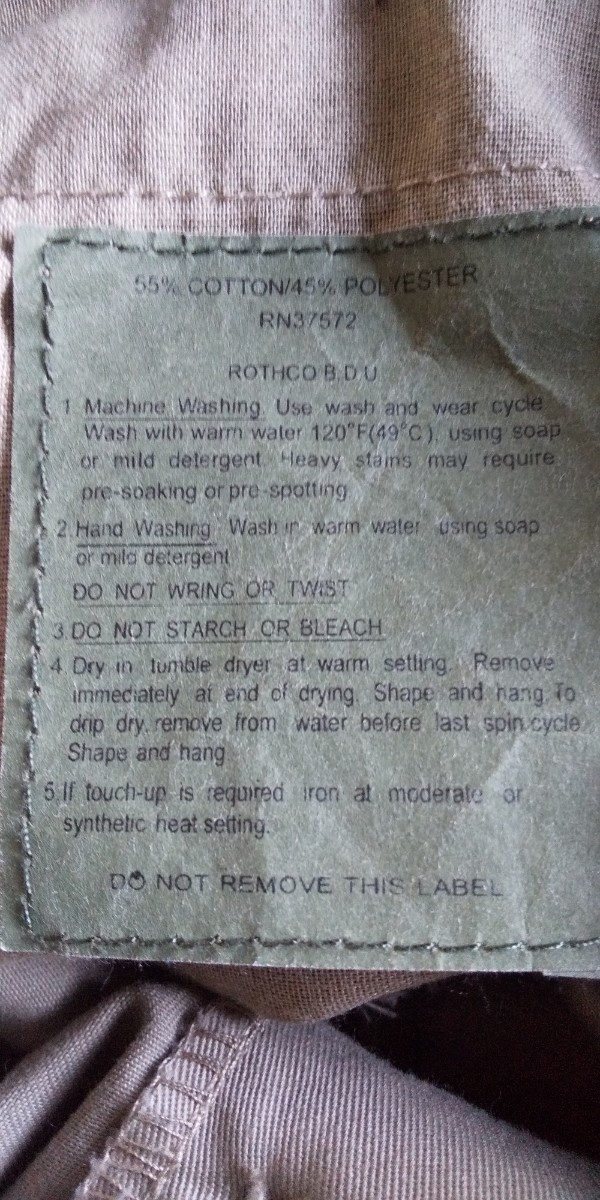 55% COTTON/45% POLYESTER
RN37572
ROTHCO B.D.U.
1 Machine Washing. Use wash and wear cycle
Wash with warm water 120°F(49°C), using soap
or mild detergent. Heavy stains may require
pre-soaking or pre-spotting
2.Hand Washing Wash in warm water using soap
or mild detergent
DO NOT WRING OR TWIST
3.DO NOT STARCH OR BLEACH
4 Dry in tumble dryer at warm setting. Remove
immediately at end of drying. Shape and hang. To
drip dry, remove from water before last spin cycle
Shape and hang
5.If touch-up is required iron at moderate or
synthetic heat setting.
DO NOT REMOVE THIS LABEL